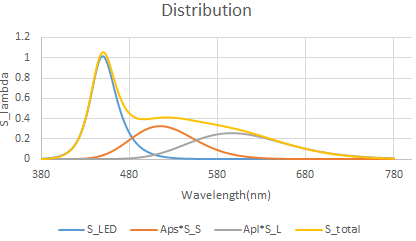 Distribution
S_lambda
1.2
1
0.8
0.6
0.4
0.2
0
380 480 580 680 780
Wavelength(nm)
S_LED Aps*S_S Apl*S_L S_total